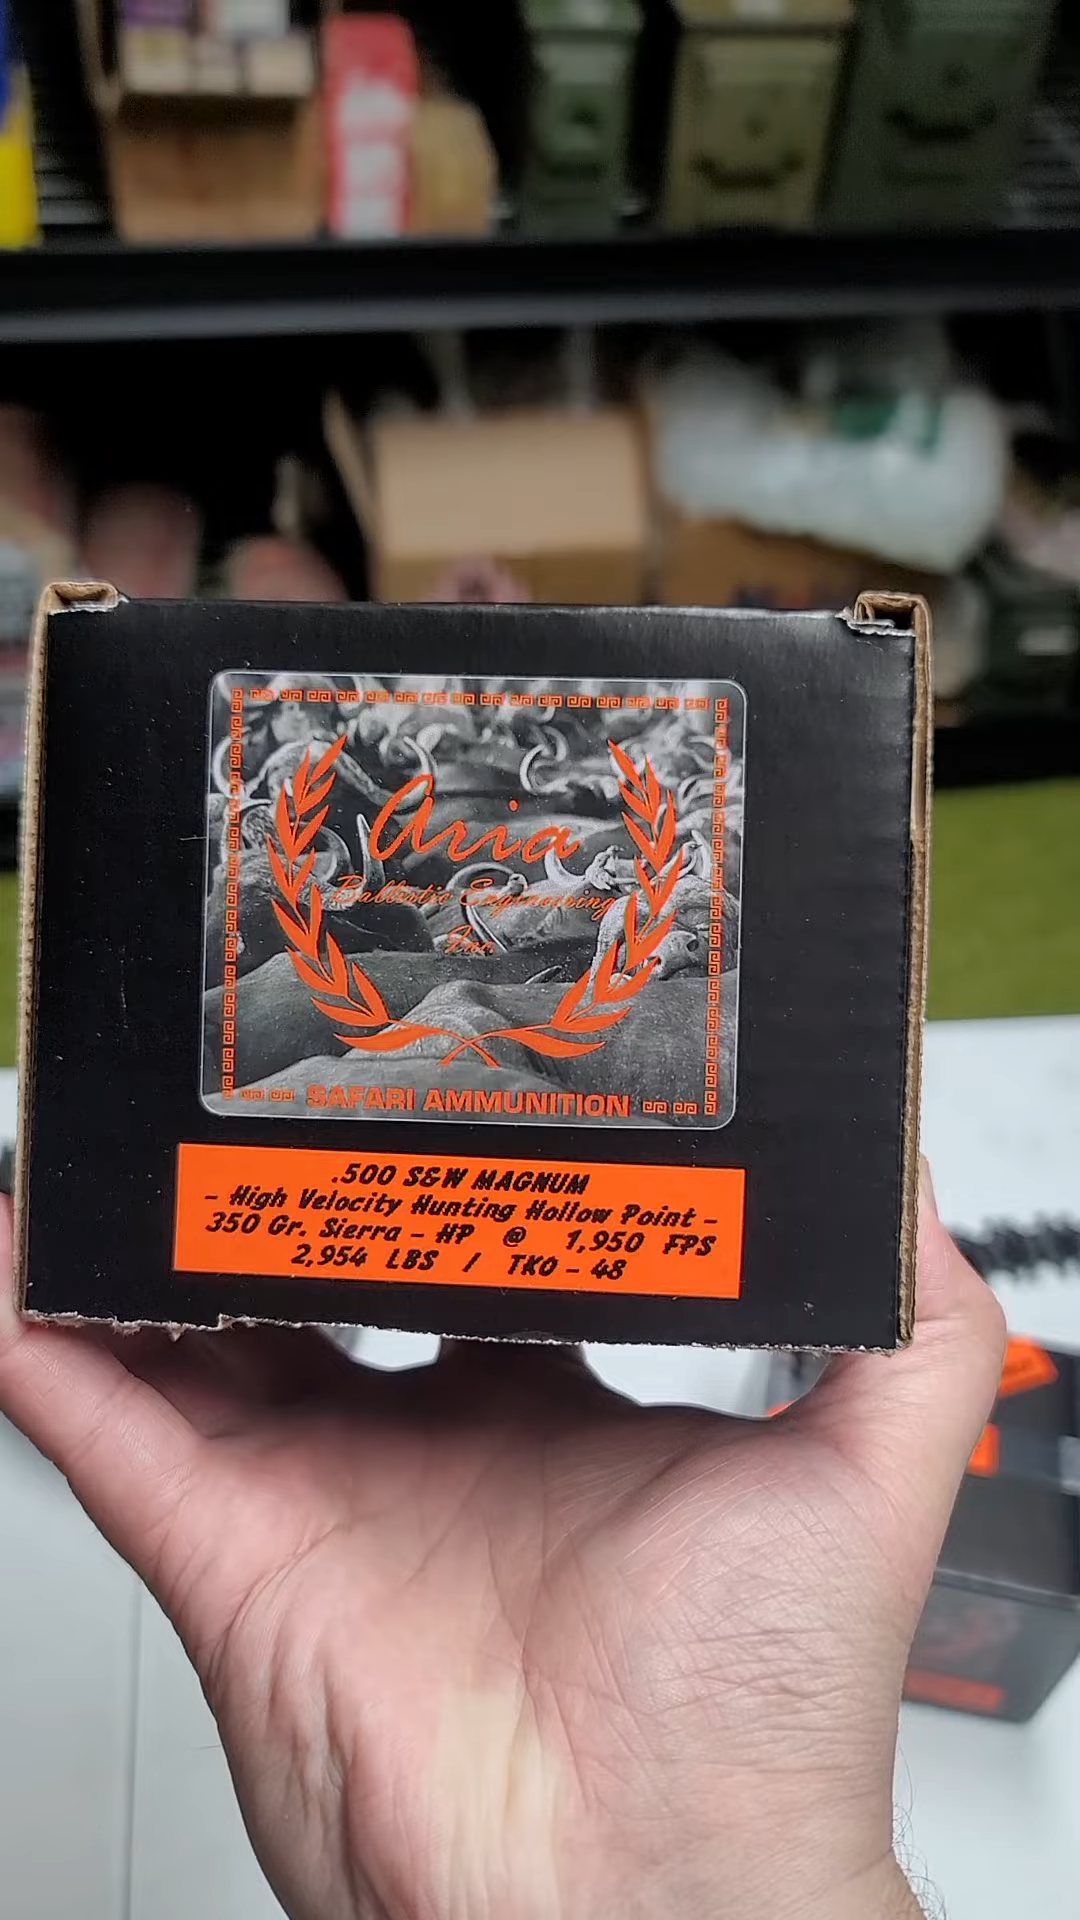 Aria
Ballistic Engineering
Inc.
SAFARI AMMUNITION
.500 S&W MAGNUM
- High Velocity Hunting Hollow Point -
350 Gr. Sierra - HP @ 1,950 FPS
2,954 LBS / TKO - 48